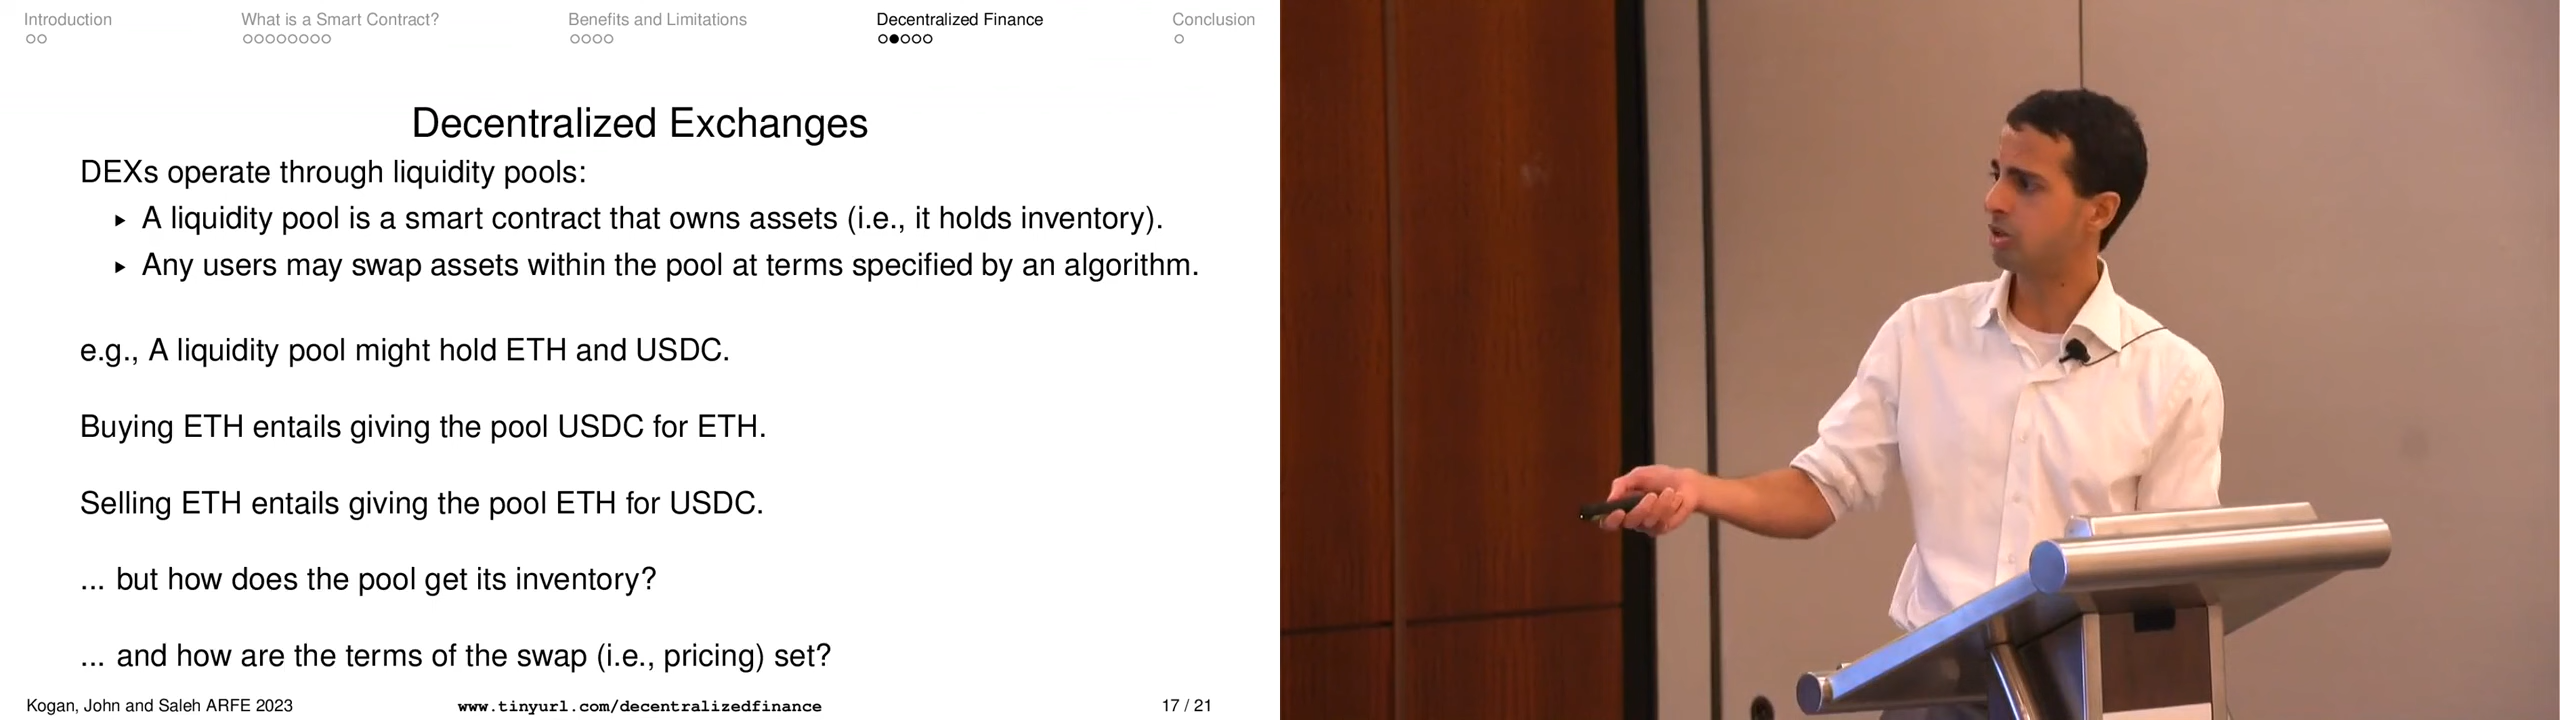 Introduction
What is a Smart Contract?
Benefits and Limitations
Decentralized Finance
Conclusion
Decentralized Exchanges
DEXs operate through liquidity pools:
▸ A liquidity pool is a smart contract that owns assets (i.e., it holds inventory).
▸ Any users may swap assets within the pool at terms specified by an algorithm.
e.g., A liquidity pool might hold ETH and USDC.
Buying ETH entails giving the pool USDC for ETH.
Selling ETH entails giving the pool ETH for USDC.
... but how does the pool get its inventory?
... and how are the terms of the swap (i.e., pricing) set?
Kogan, John and Saleh ARFE 2023
www.tinyurl.com/decentralizedfinance
17 / 21